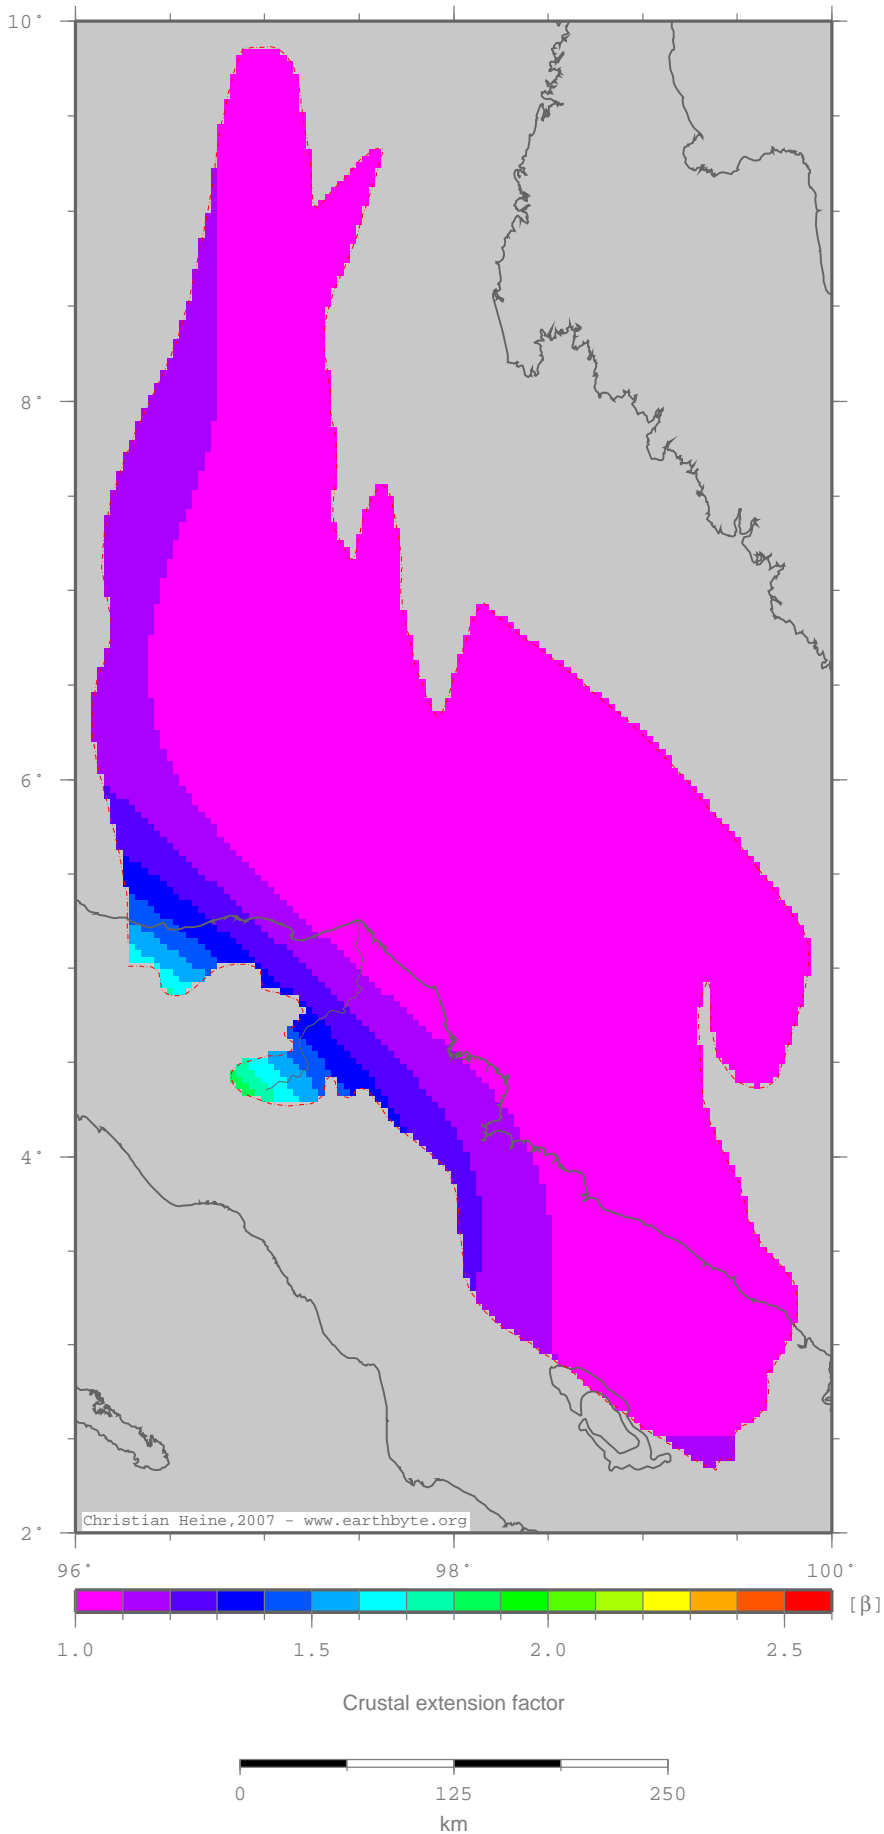 10°
8°
6°
4°
2°
Christian Heine,2007 - www.earthbyte.org
96° 98° 100°
[β]
1.0 1.5 2.0 2.5
Crustal extension factor
0 125 250
km